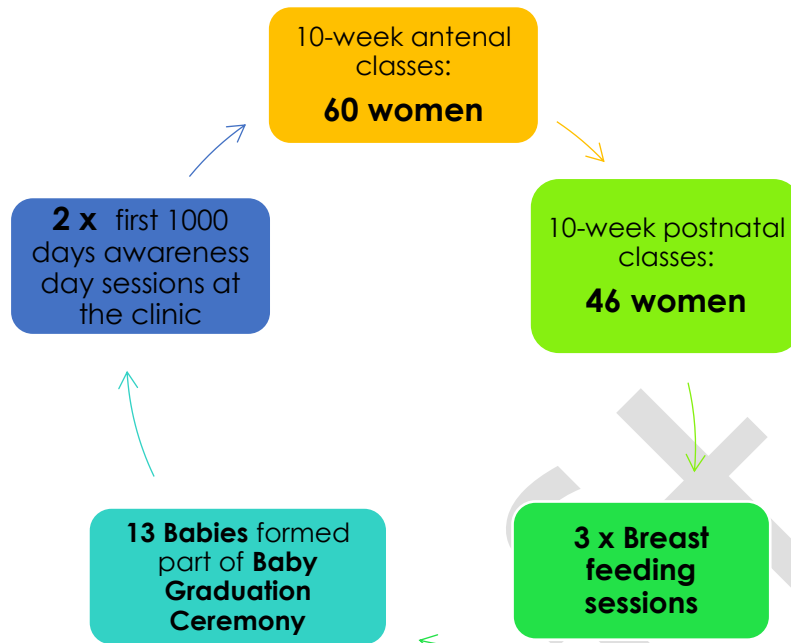 10-week antenal
classes:
60 women
10-week postnatal
classes:
46 women
3 x Breast
feeding
sessions
13 Babies formed
part of Baby
Graduation
Ceremony
2 x first 1000
days awareness
day sessions at
the clinic